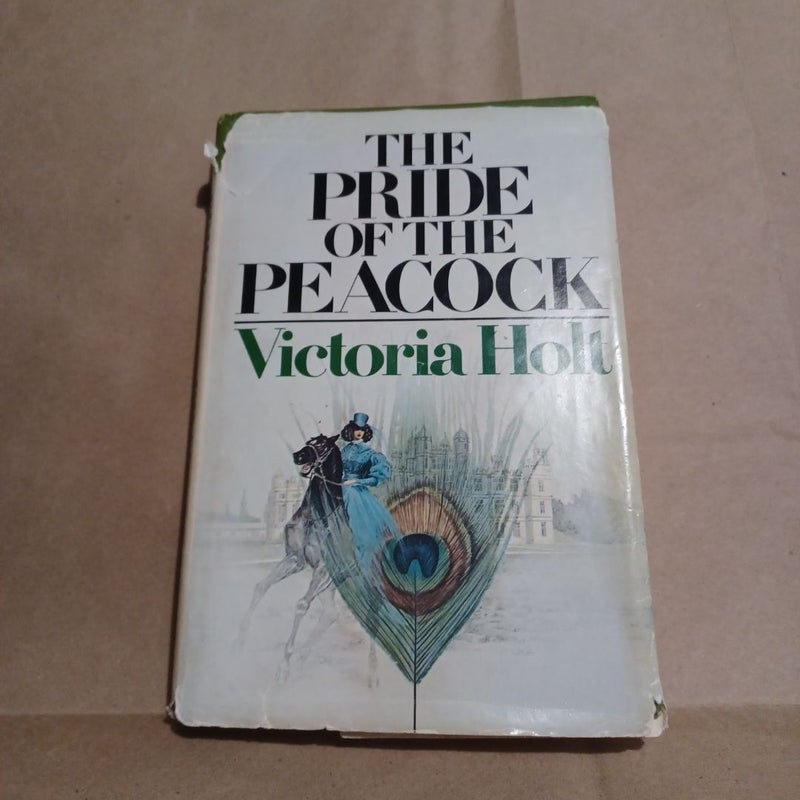 THE
PRIDE
OF THE
PEACOCK
Victoria Holt